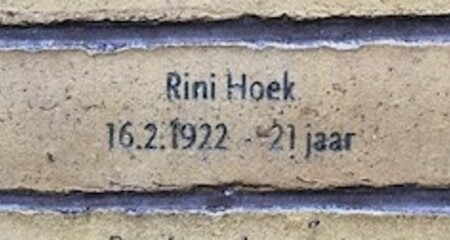 Rini Hoek
16.2.1922 - 21 jaar